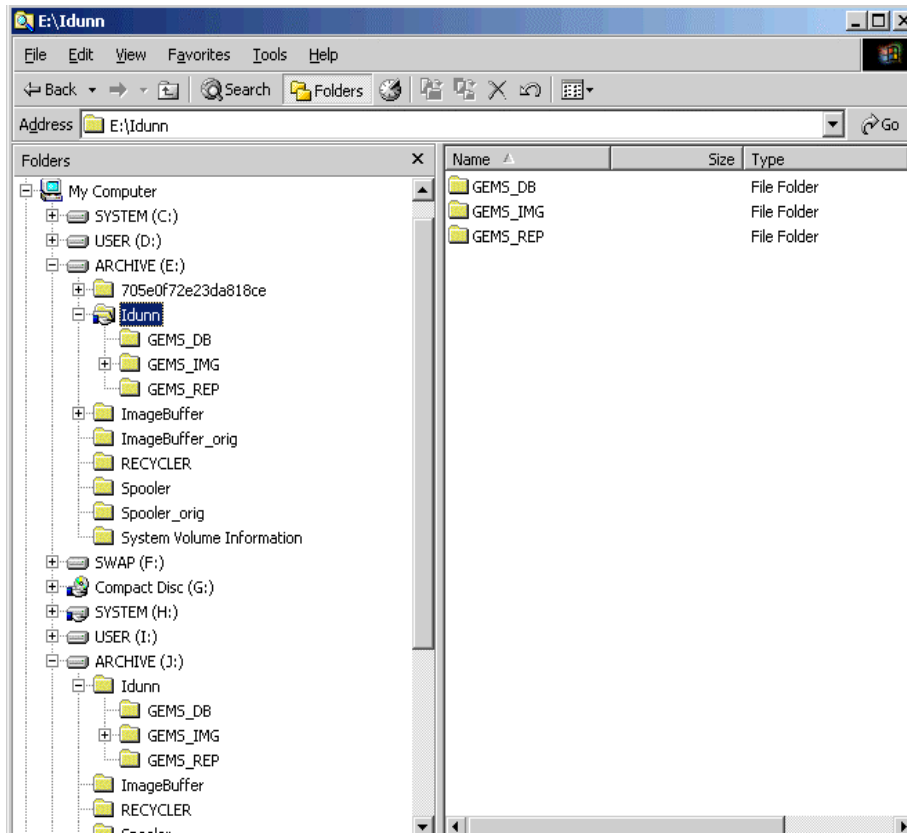 E:\Idunn
File Edit View Favorites Tools Help
Back Search Folders
Address E:\Idunn Go
Folders
My Computer
SYSTEM (C:)
USER (D:)
ARCHIVE (E:)
705e0f72e23da818ce
Idunn
GEMS_DB
GEMS_IMG
GEMS_REP
ImageBuffer
ImageBuffer_orig
RECYCLER
Spooler
Spooler_orig
System Volume Information
SWAP (F:)
Compact Disc (G:)
SYSTEM (H:)
USER (I:)
ARCHIVE (J:)
Idunn
GEMS_DB
GEMS_IMG
GEMS_REP
ImageBuffer
RECYCLER
Spooler
Name Size Type
GEMS_DB File Folder
GEMS_IMG File Folder
GEMS_REP File Folder